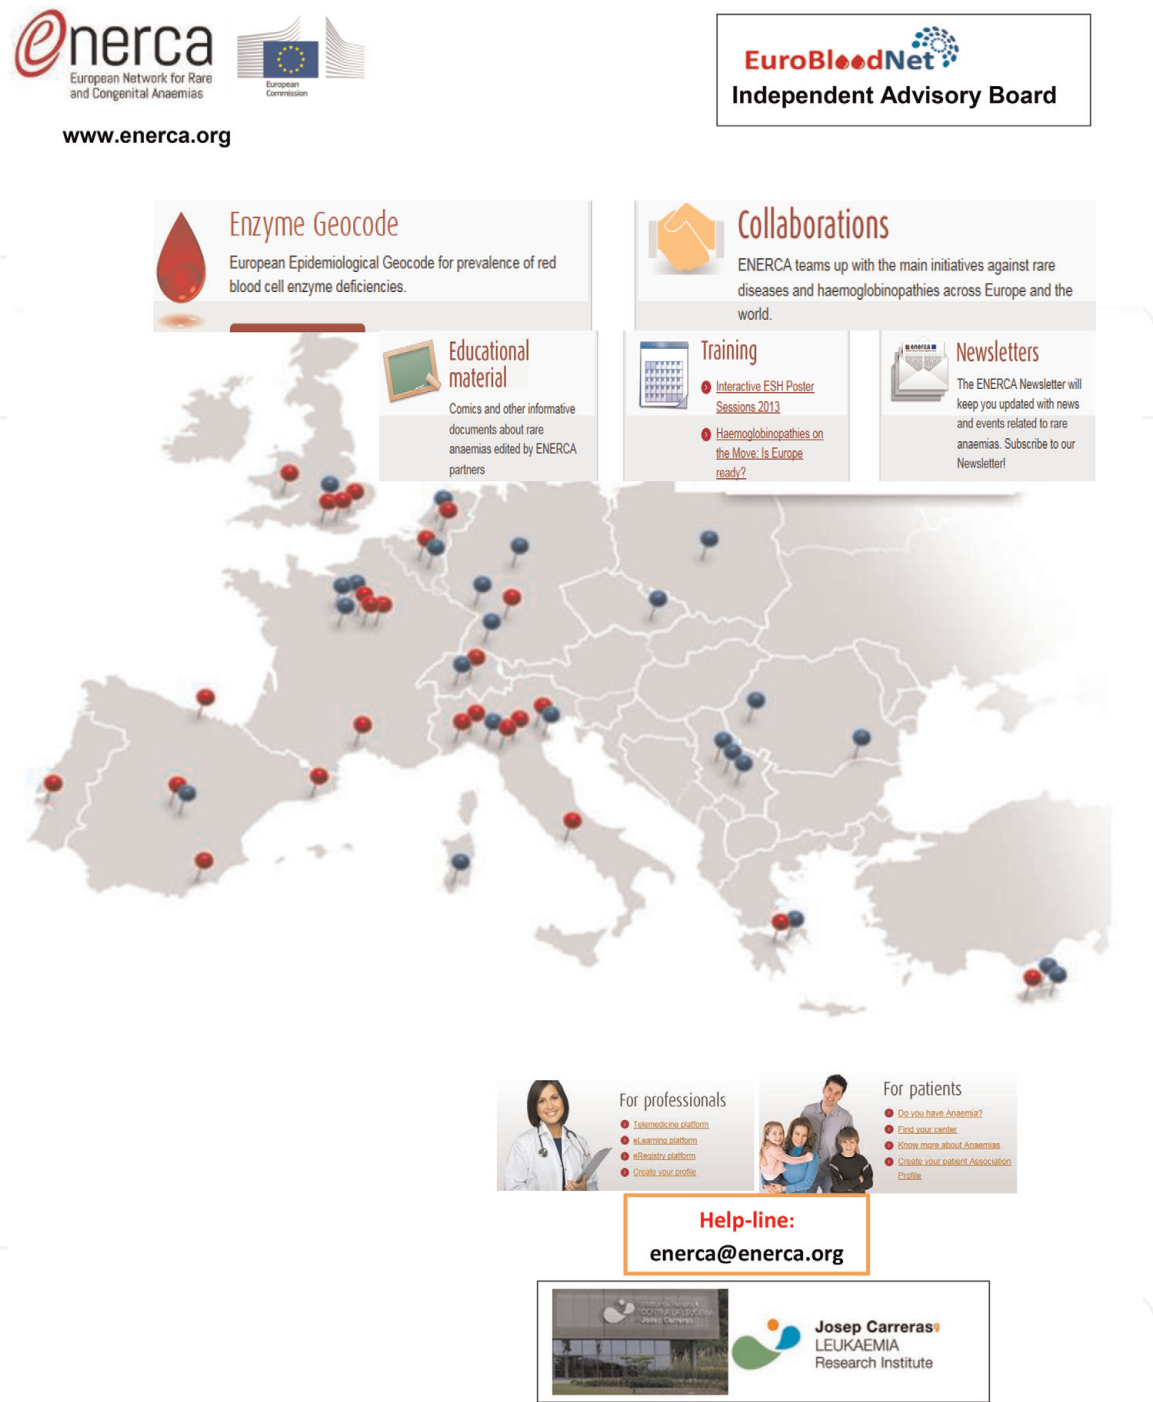 enerca
European Network for Rare
and Congenital Anaemias
European
Commission
www.enerca.org
EuroBloodNet
Independent Advisory Board
Enzyme Geocode
European Epidemiological Geocode for prevalence of red
blood cell enzyme deficiencies.
Collaborations
ENERCA teams up with the main initiatives against rare
diseases and haemoglobinopathies across Europe and the
world.
Educational
material
Comics and other informative
documents about rare
anaemias edited by ENERCA
partners
Training
Interactive ESH Poster
Sessions 2013
Haemoglobinopathies on
the Move: Is Europe
ready?
enerca
Newsletters
The ENERCA Newsletter will
keep you updated with news
and events related to rare
anaemias. Subscribe to our
Newsletter!
For professionals
Telemedicine platform
eLearning platform
eRegistry platform
Create your profile
For patients
Do you have Anaemia?
Find your center
Know more about Anaemias
Create your patient Association
Profile
Help-line:
enerca@enerca.org
Josep Carreras
Josep Carreras
LEUKAEMIA
Research Institute